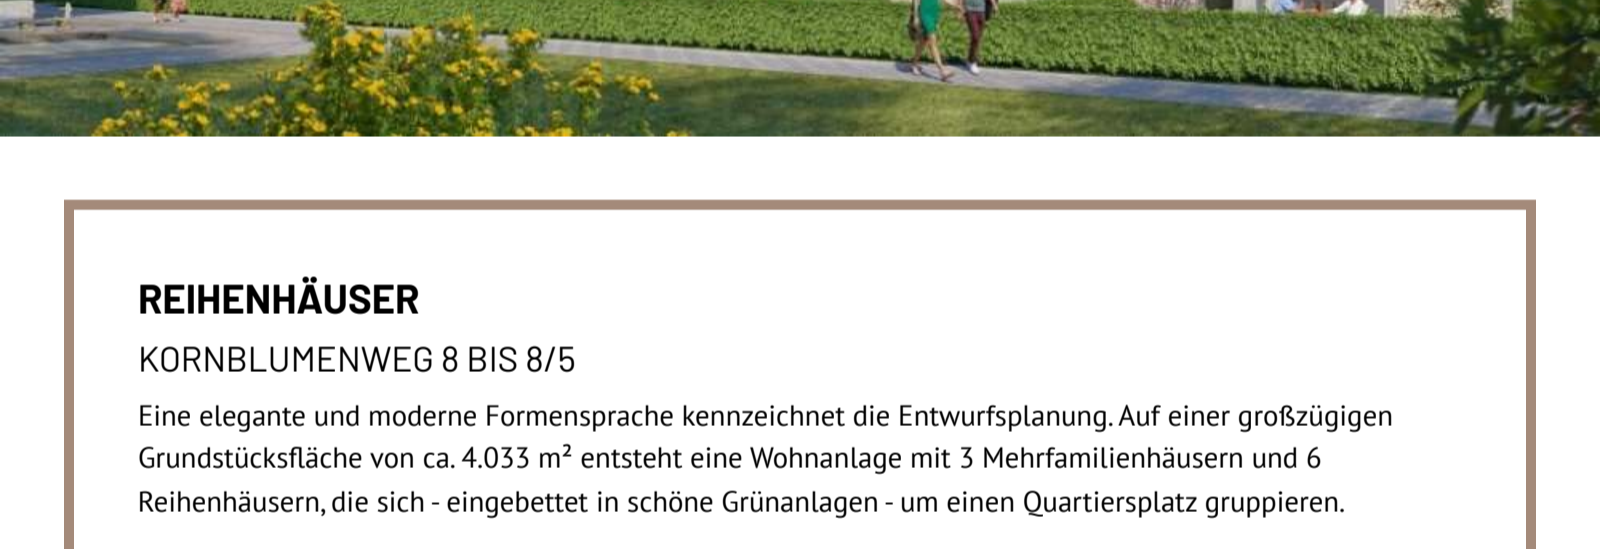 REIHENHÄUSER
KORNBLUMENWEG 8 BIS 8/5
Eine elegante und moderne Formensprache kennzeichnet die Entwurfsplanung. Auf einer großzügigen
Grundstücksfläche von ca. 4.033 m² entsteht eine Wohnanlage mit 3 Mehrfamilienhäusern und 6
Reihenhäusern, die sich - eingebettet in schöne Grünanlagen - um einen Quartiersplatz gruppieren.